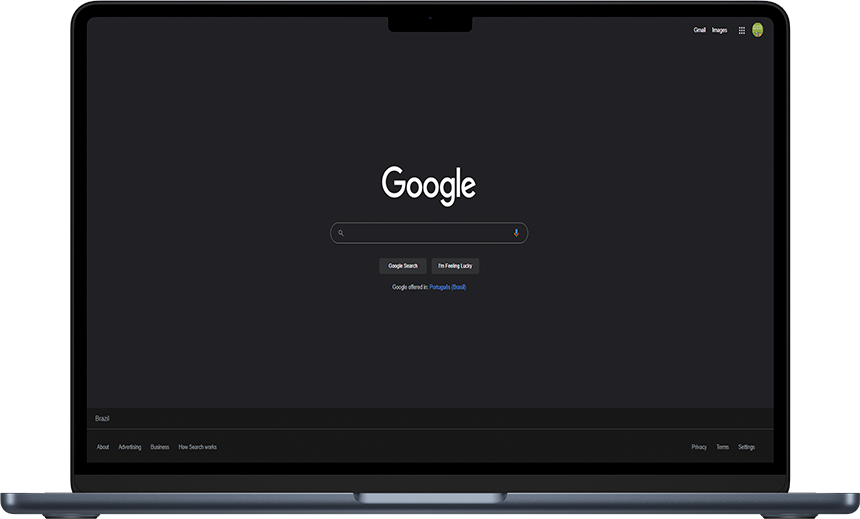 Gmail Images
Google
Google Search I'm Feeling Lucky
Google offered in: Português (Brasil)
Brazil
About Advertising Business How Search works Privacy Terms Settings